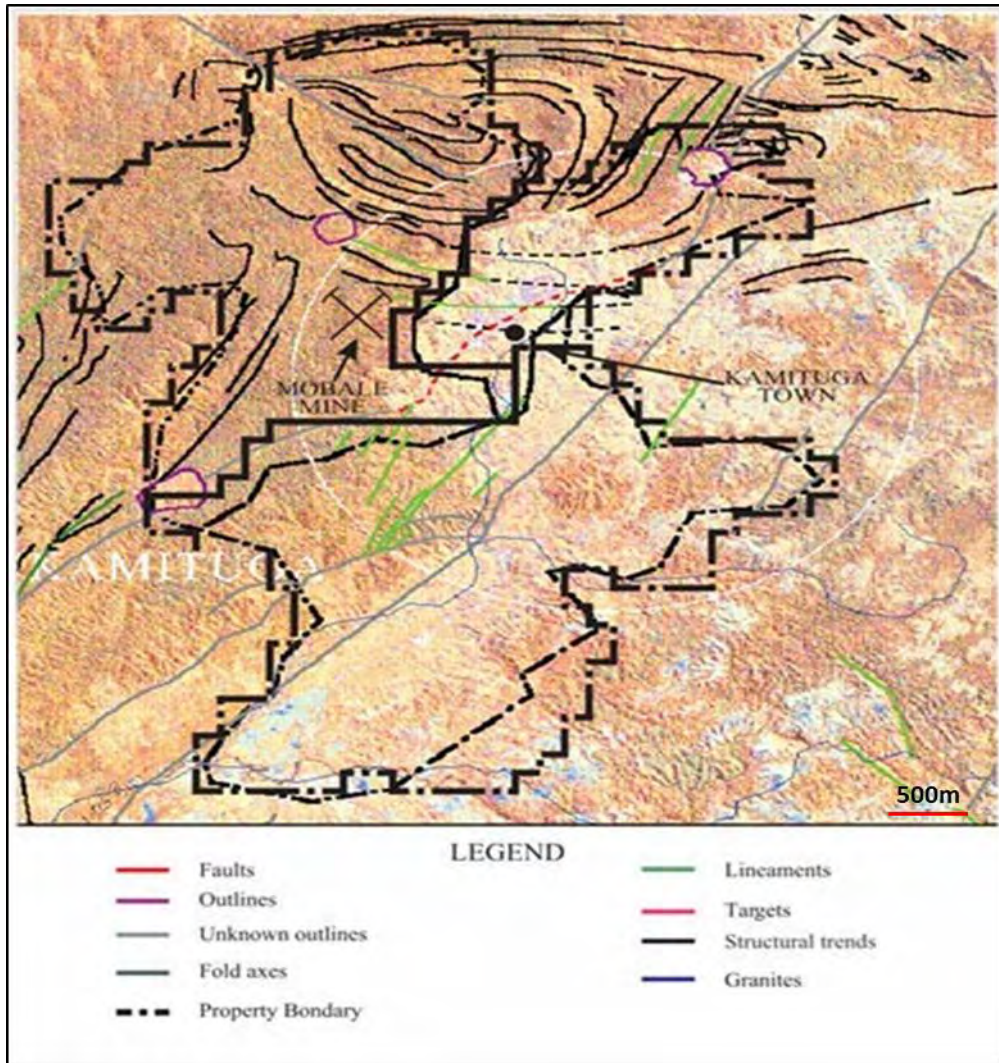 MOBALE
MINE
KAMITUGA
TOWN
KAMITUGA
500m
LEGEND
Faults
Outlines
Unknown outlines
Fold axes
Property Bondary
Lineaments
Targets
Structural trends
Granites